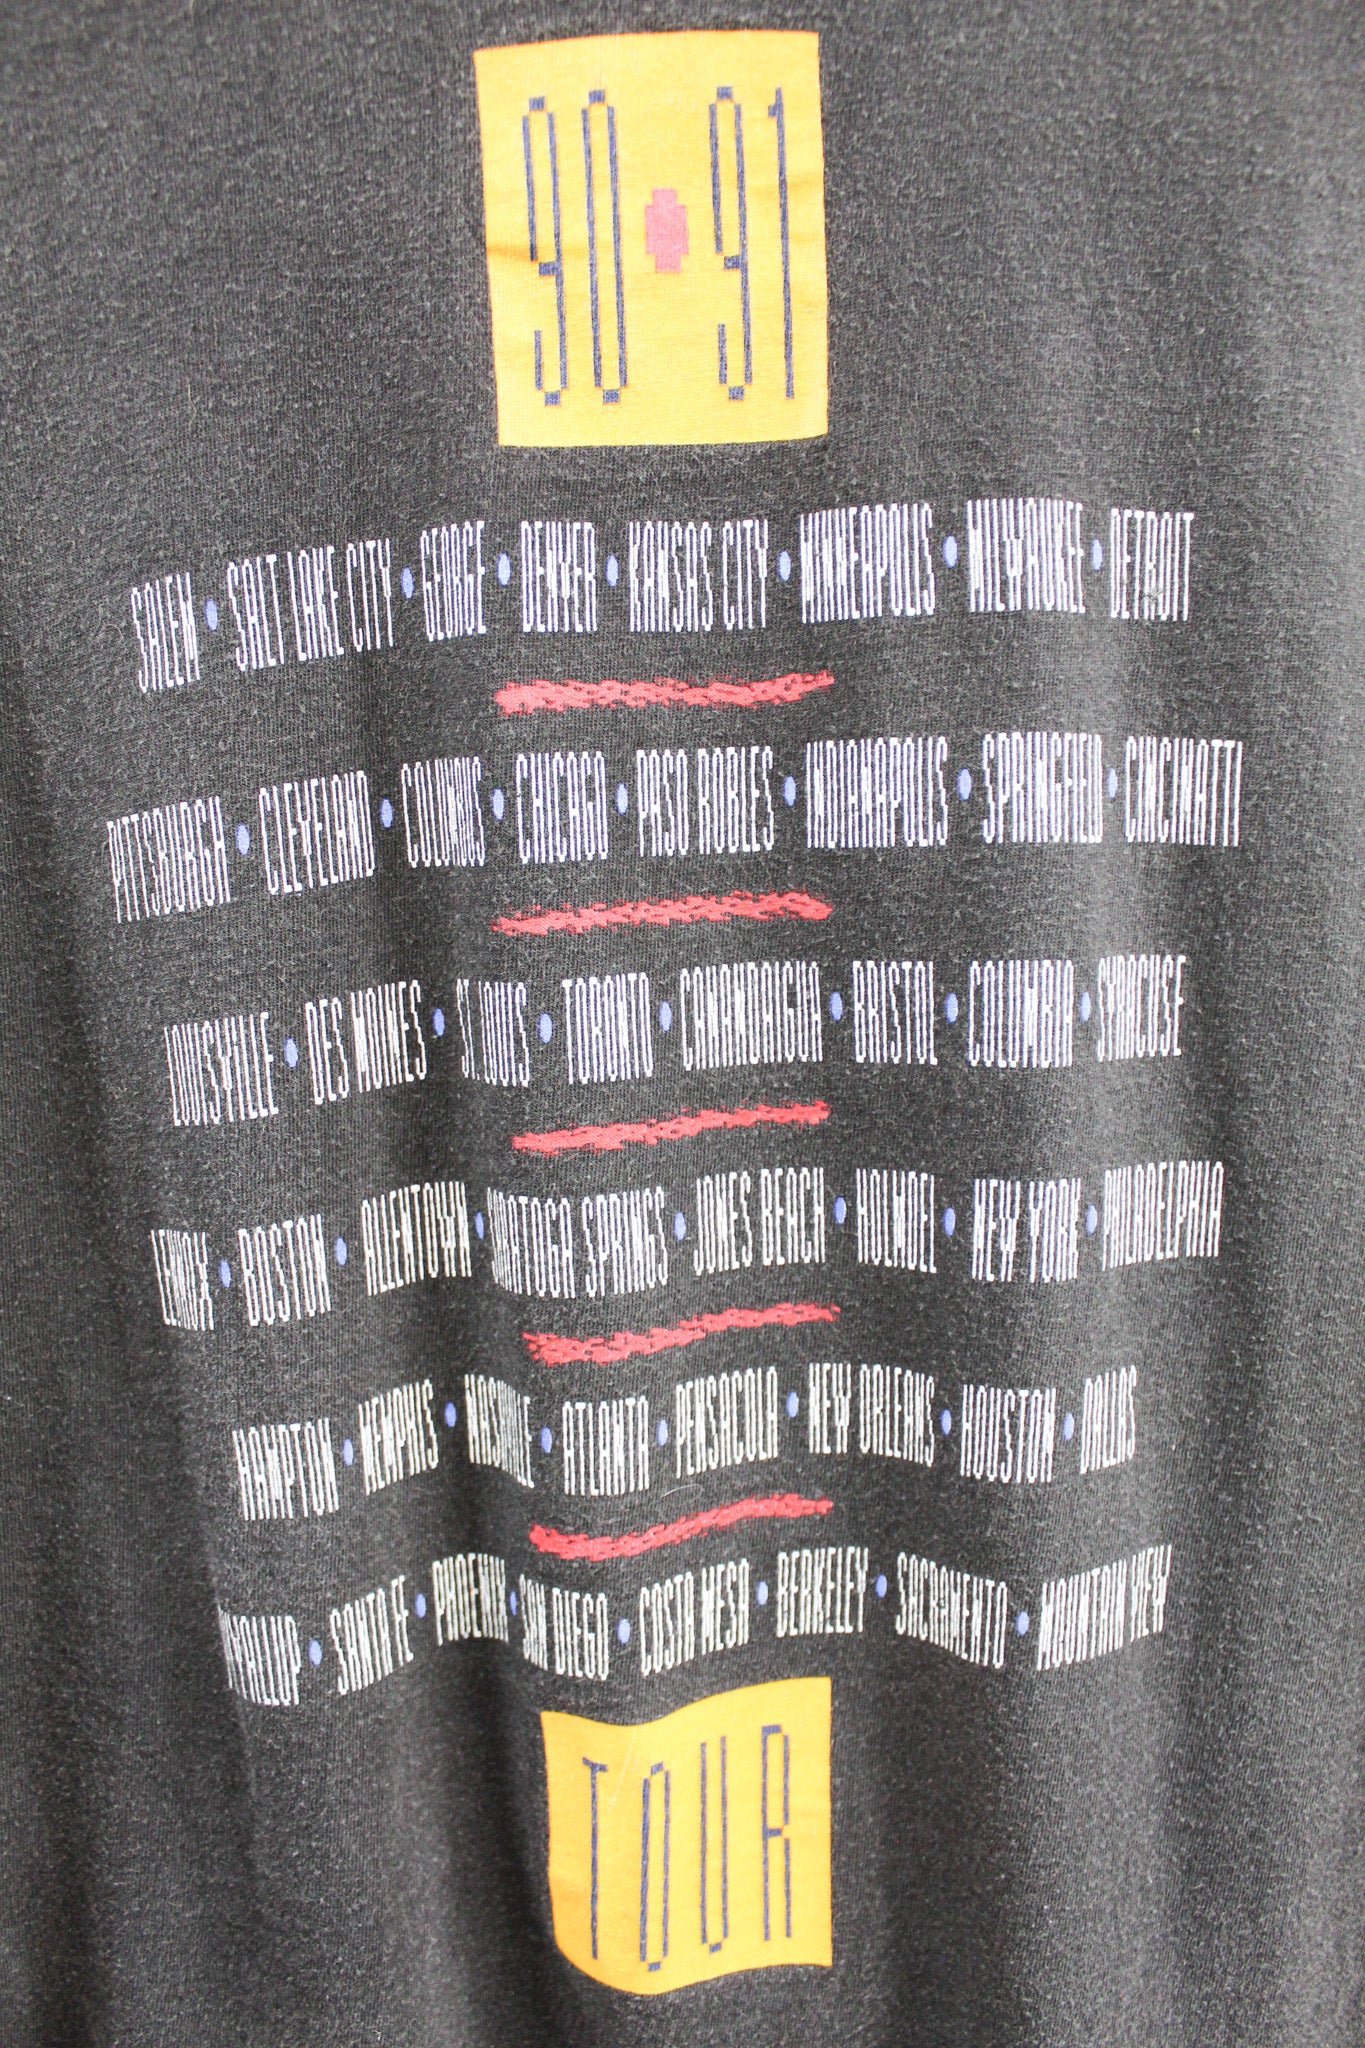 90 • 91
SALEM • SALT LAKE CITY • GEORGE • DENVER • KANSAS CITY • MINNEAPOLIS • MILWAUKEE • DETROIT
PITTSBURGH • CLEVELAND • COLUMBUS • CHICAGO • PASO ROBLES • INDIANAPOLIS • SPRINGFIELD • CINCINATTI
LOUISVILLE • DES MOINES • ST. LOUIS • TORONTO • CANANDAIGUA • BRISTOL • COLUMBIA • SYRACUSE
LENNOX • BOSTON • ALLENTOWN • SARATOGA SPRINGS • JONES BEACH • HOLMDEL • NEW YORK • PHILADELPHIA
HAMPTON • MEMPHIS • NASHVILLE • ATLANTA • PENSACOLA • NEW ORLEANS • HOUSTON • DALLAS
PUYALLUP • SANTA FE • PHOENIX • SAN DIEGO • COSTA MESA • BERKELEY • SACRAMENTO • MOUNTAIN VIEW
TOUR